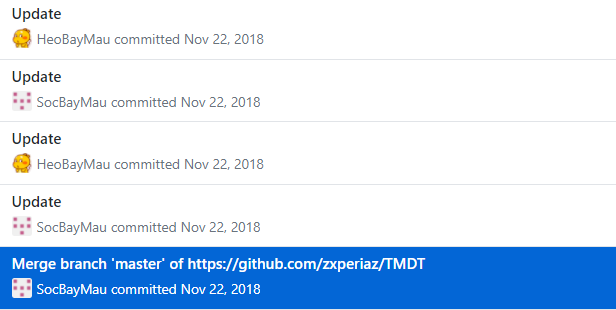 Update
HeoBayMau committed Nov 22, 2018
Update
SocBayMau committed Nov 22, 2018
Update
HeoBayMau committed Nov 22, 2018
Update
SocBayMau committed Nov 22, 2018
Merge branch 'master' of https://github.com/zxperiaz/TMDT
SocBayMau committed Nov 22, 2018